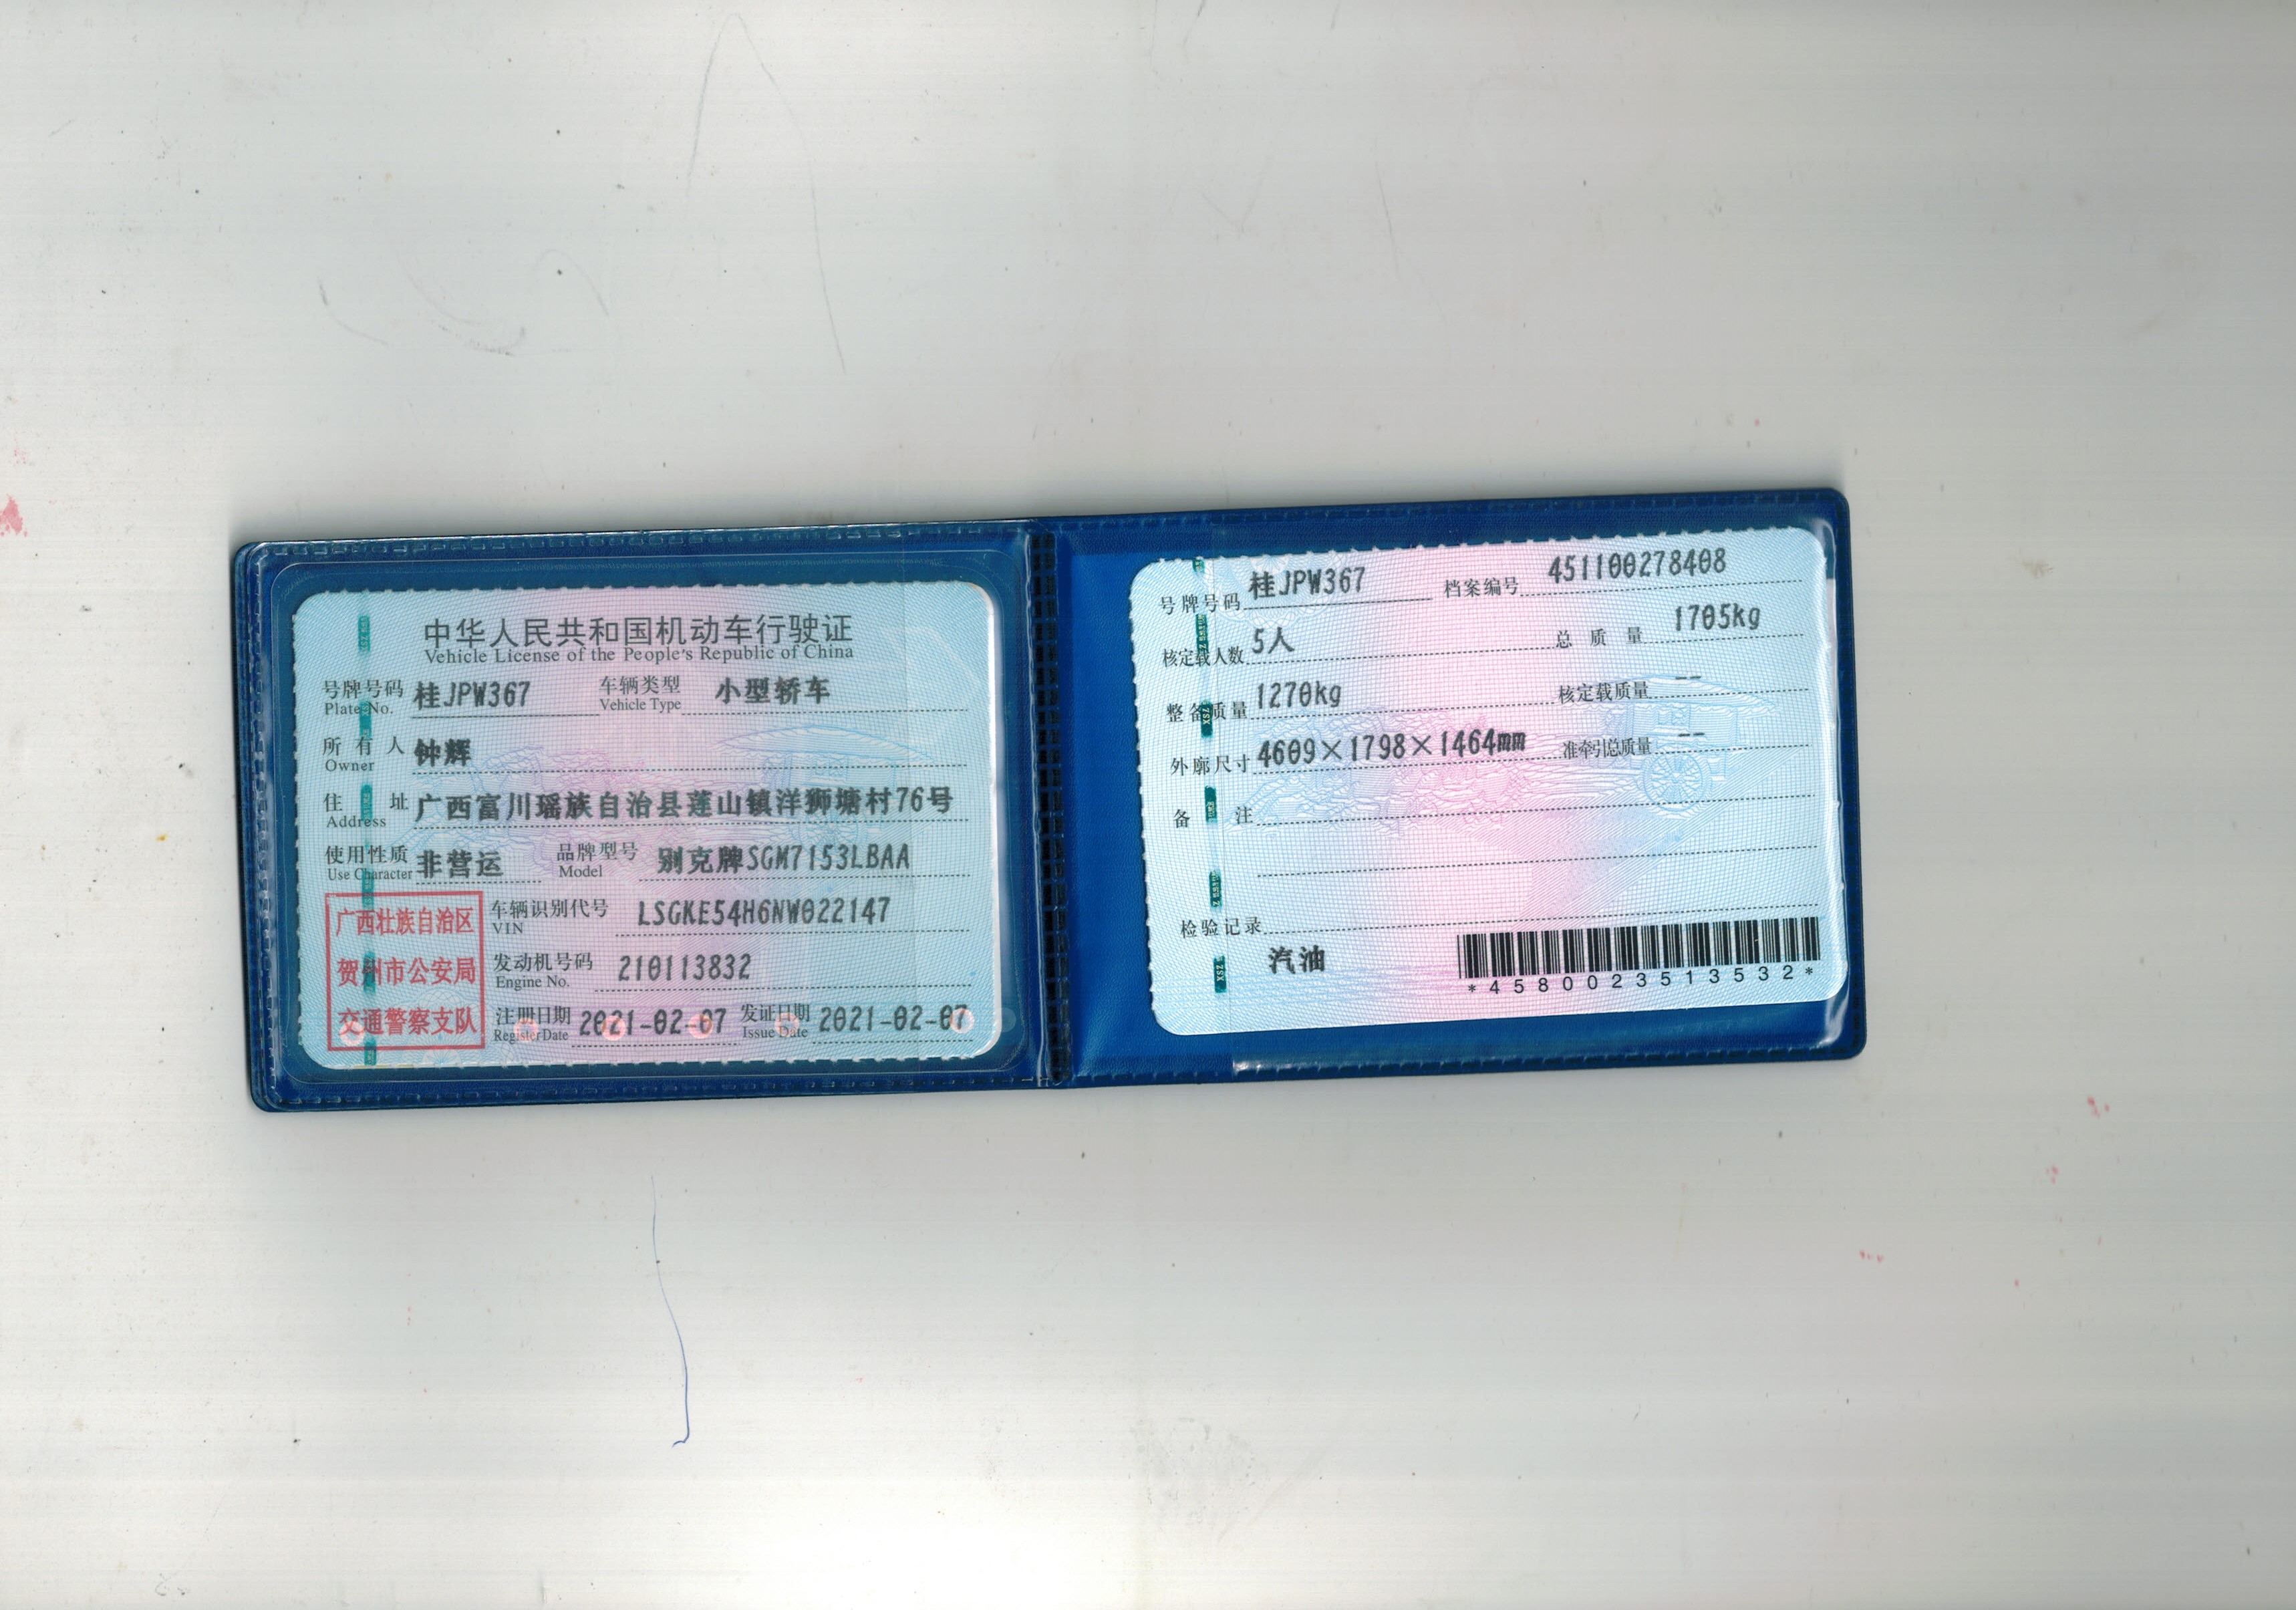 中华人民共和国机动车行驶证
Vehicle License of the People's Republic of China
号牌号码 桂JPW367 车辆类型 小型轿车
Plate No. Vehicle Type
所有人 钟辉
Owner
住址 广西富川瑶族自治县莲山镇洋狮塘村76号
Address
使用性质 非营运 品牌型号 别克牌SGM7153LBAA
Use Character Model
广西壮族自治区
贺州市公安局
交通警察支队
车辆识别代号 LSGKE54H6NW022147
VIN
发动机号码 210113832
Engine No.
注册日期 2021-02-07 发证日期 2021-02-07
Register Date Issue Date
号牌号码 桂JPW367 档案编号 451100278408
核定载人数 5人 总质量 1705kg
整备质量 1270kg 核定载质量 --
外廓尺寸 4609×1798×1464mm 准牵引总质量 --
备注
检验记录
汽油
*4580023513532*